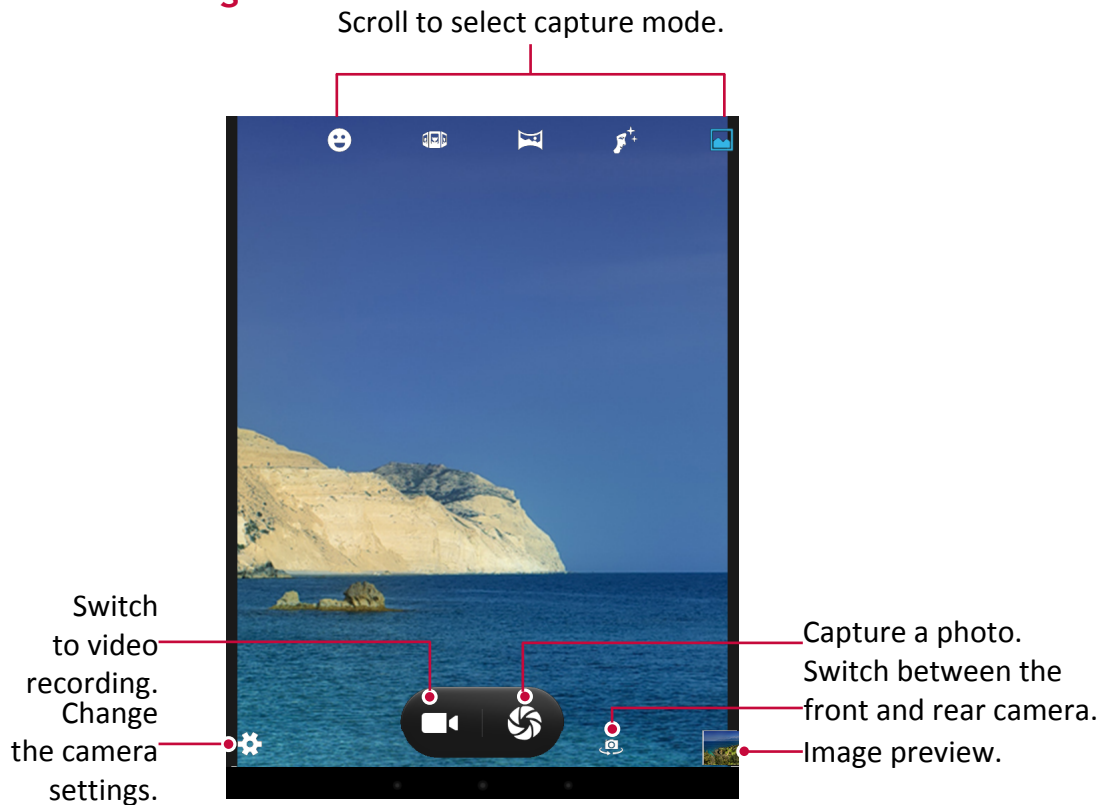 Scroll to select capture mode.
Switch
to video
recording.
Change
the camera
settings.
Capture a photo.
Switch between the
front and rear camera.
Image preview.